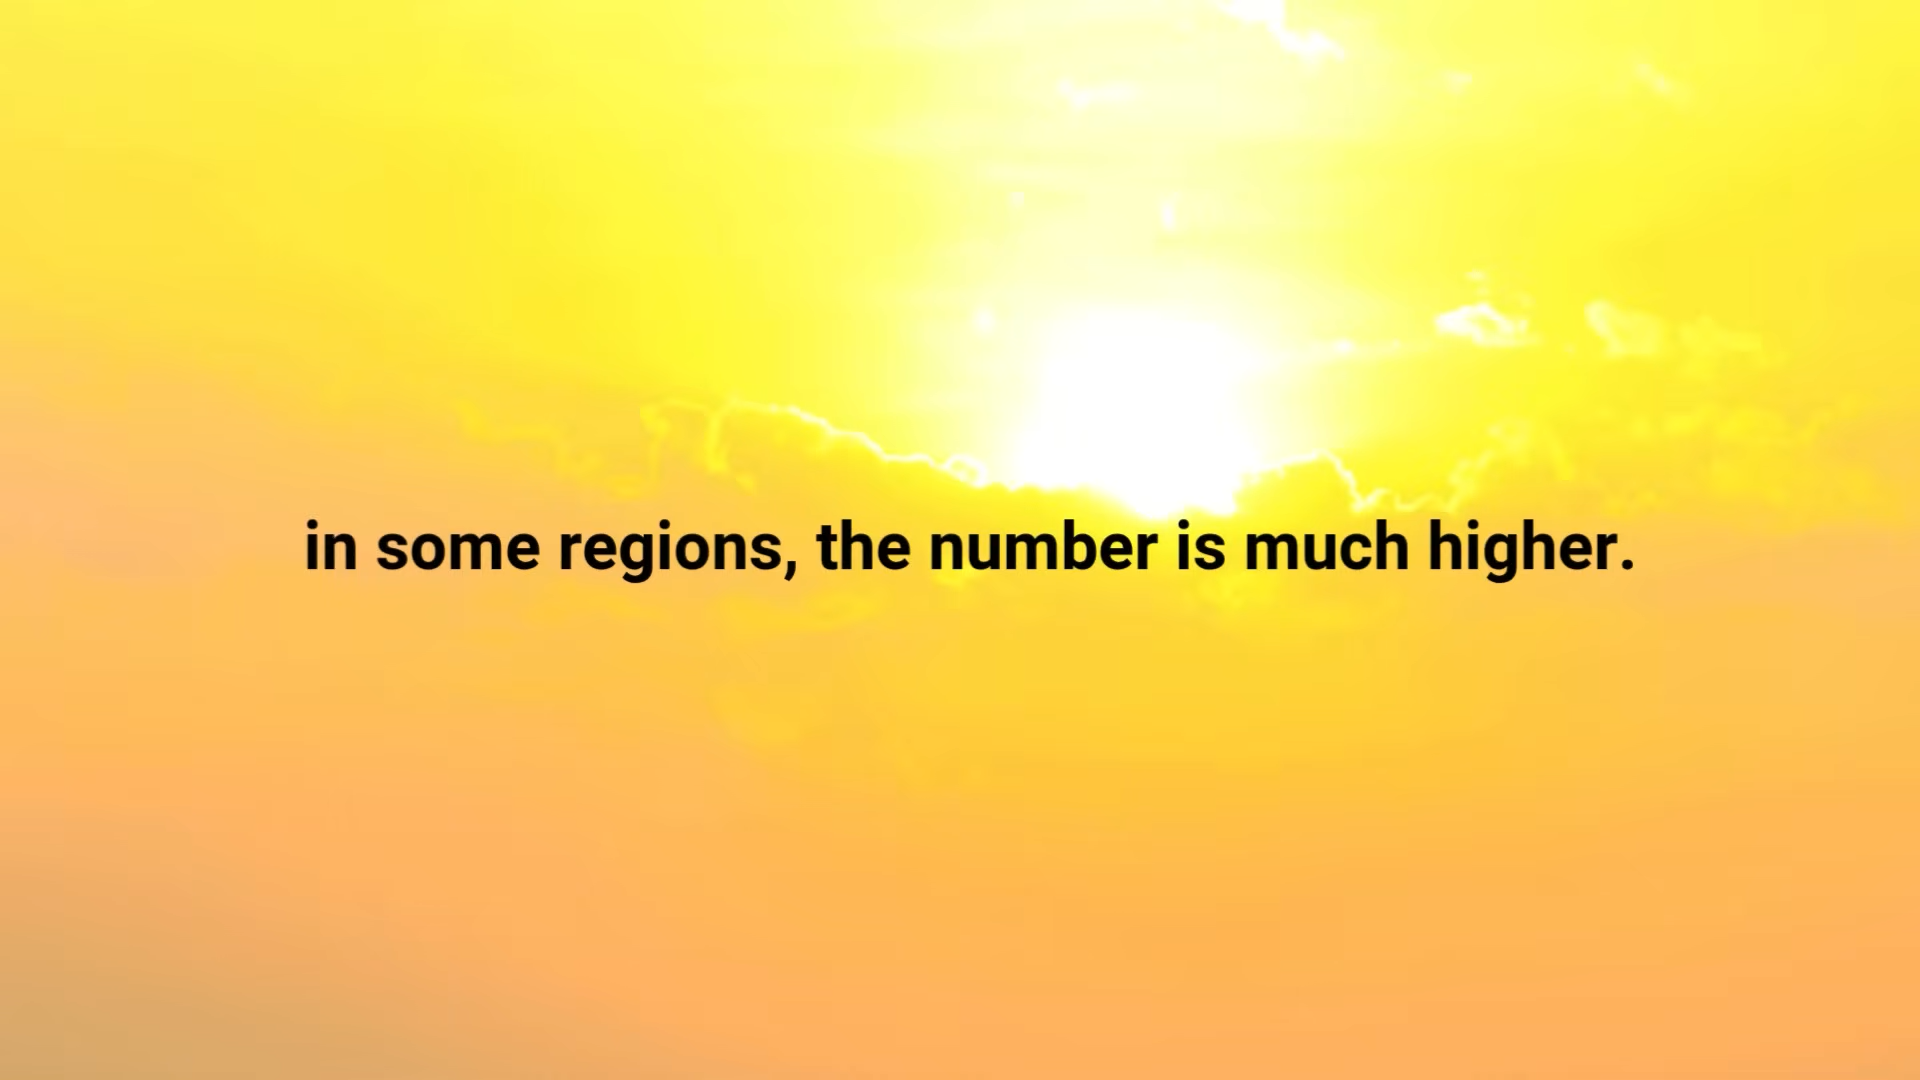 in some regions, the number is much higher.